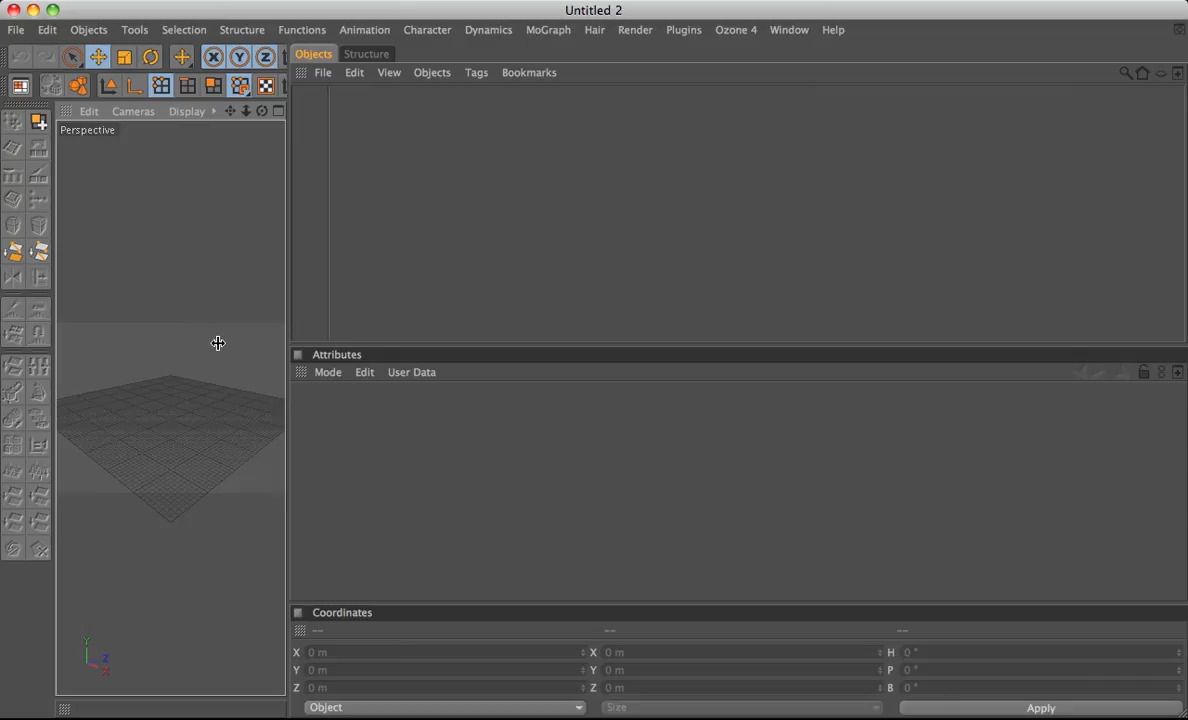 Untitled 2
File Edit Objects Tools Selection Structure Functions Animation Character Dynamics MoGraph Hair Render Plugins Ozone 4 Window Help
X Y Z
Objects Structure
File Edit View Objects Tags Bookmarks
Edit Cameras Display
Perspective
Attributes
Mode Edit User Data
Coordinates
-- -- --
X 0 m X 0 m H 0 °
Y 0 m Y 0 m P 0 °
Z 0 m Z 0 m B 0 °
Object Size Apply
Y
Z
X